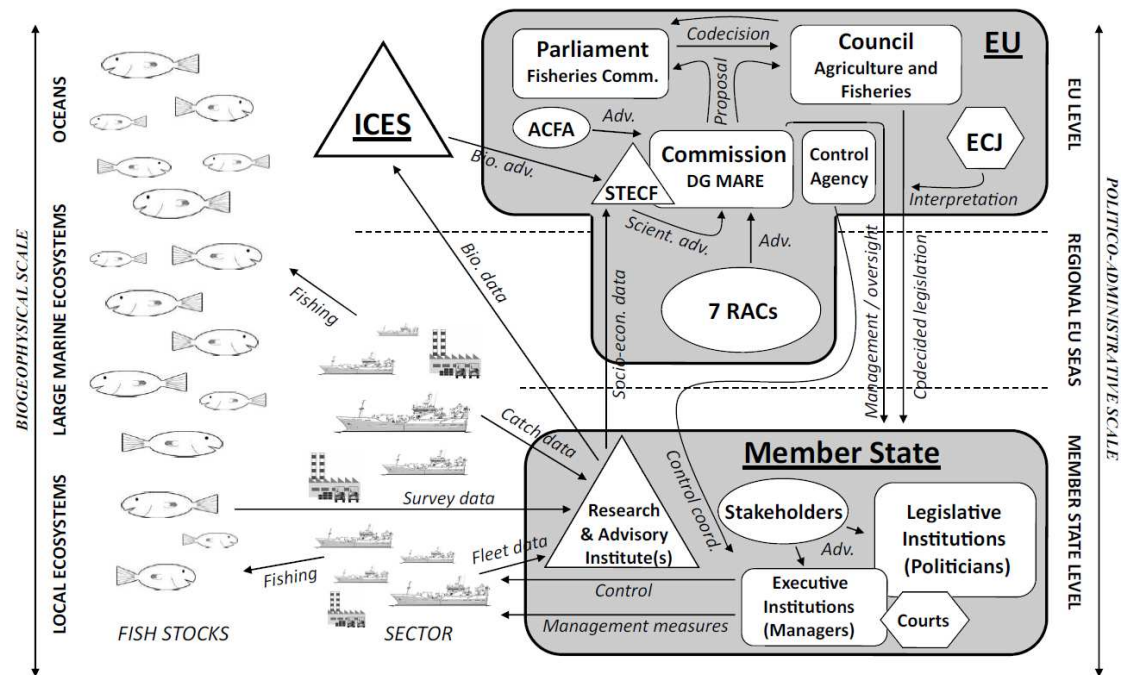 BIOGEOPHYSICAL SCALE
OCEANS
LARGE MARINE ECOSYSTEMS
LOCAL ECOSYSTEMS
FISH STOCKS
SECTOR
Fishing
Fishing
ICES
Bio. adv.
Bio. data
Catch data
Survey data
Fleet data
Socio-econ. data
EU
Parliament
Fisheries Comm.
Codecision
Council
Agriculture and
Fisheries
Proposal
ACFA
Adv.
STECF
Commission
DG MARE
Control
Agency
ECJ
Interpretation
Scient. adv.
Adv.
7 RACs
Management / oversight
Codecided legislation
Control coord.
Member State
Research
& Advisory
Institute(s)
Stakeholders
Adv.
Legislative
Institutions
(Politicians)
Executive
Institutions
(Managers)
Courts
Control
Management measures
EU LEVEL
REGIONAL EU SEAS
MEMBER STATE LEVEL
POLITICO-ADMINISTRATIVE SCALE